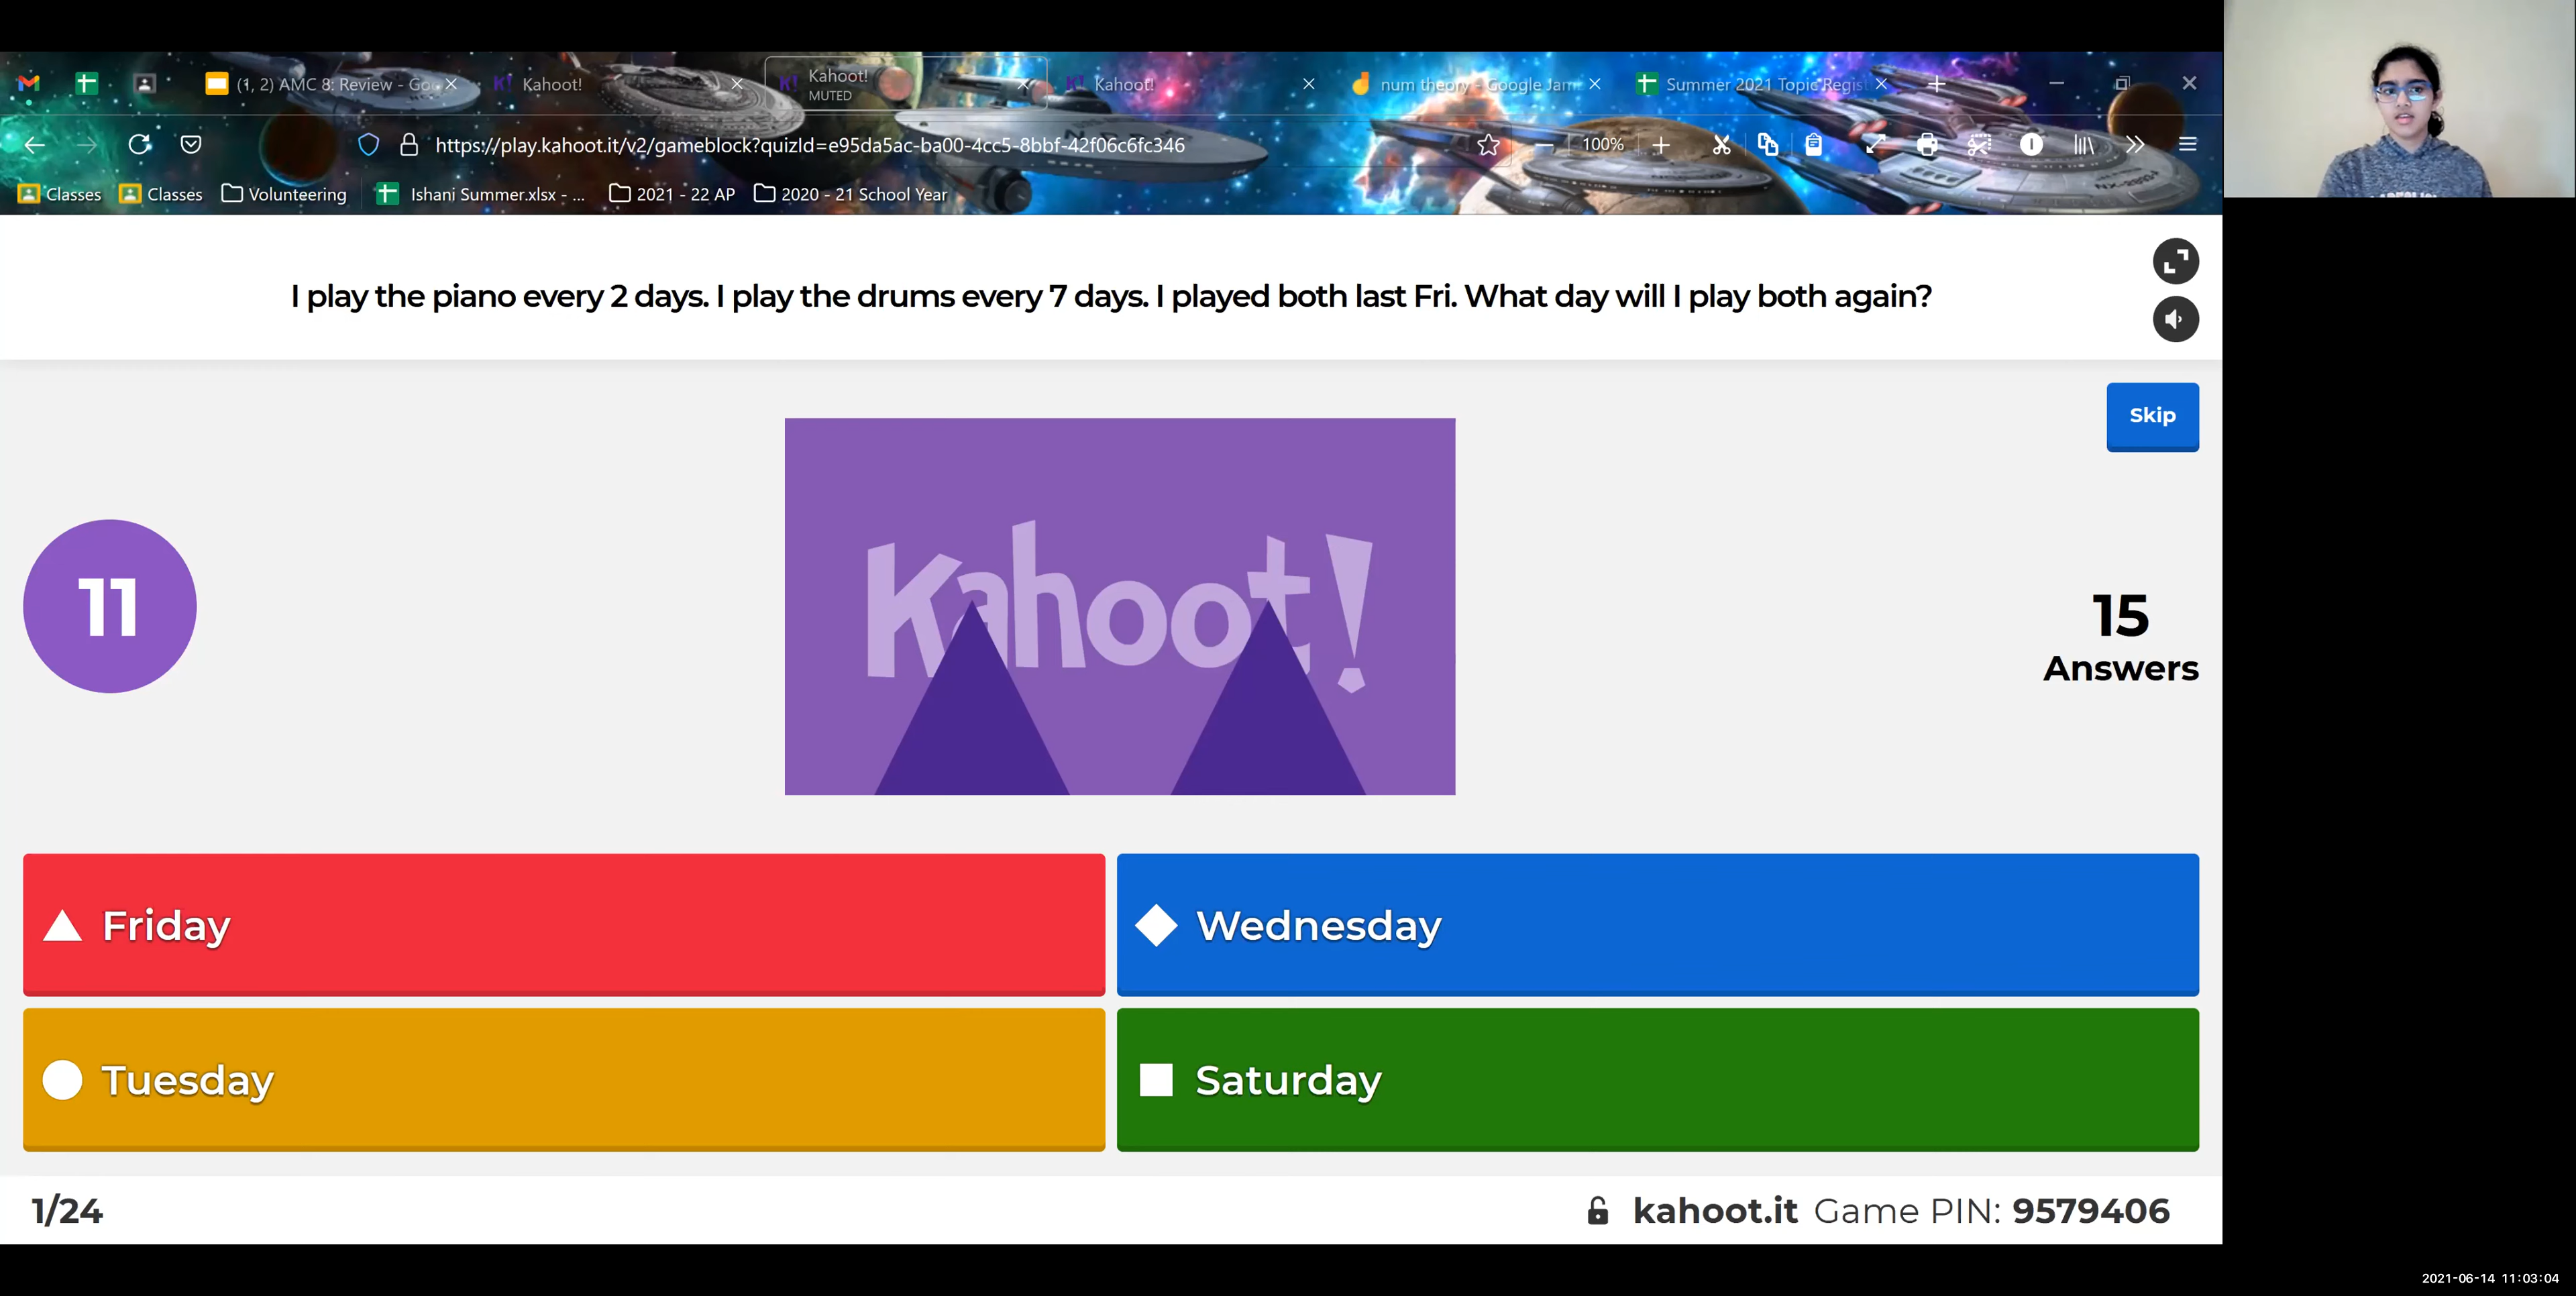 (1, 2) AMC 8: Review - Go
Kahoot!
Kahoot!
MUTED
Kahoot!
num theory - Google Jam
Summer 2021 Topic Regist
https://play.kahoot.it/v2/gameblock?quizId=e95da5ac-ba00-4cc5-8bbf-42f06c6fc346
100%
Classes
Classes
Volunteering
Ishani Summer.xlsx - ...
2021 - 22 AP
2020 - 21 School Year
I play the piano every 2 days. I play the drums every 7 days. I played both last Fri. What day will I play both again?
Skip
11
Kahoot!
15
Answers
Friday
Wednesday
Tuesday
Saturday
1/24
kahoot.it Game PIN: 9579406
2021-06-14 11:03:04